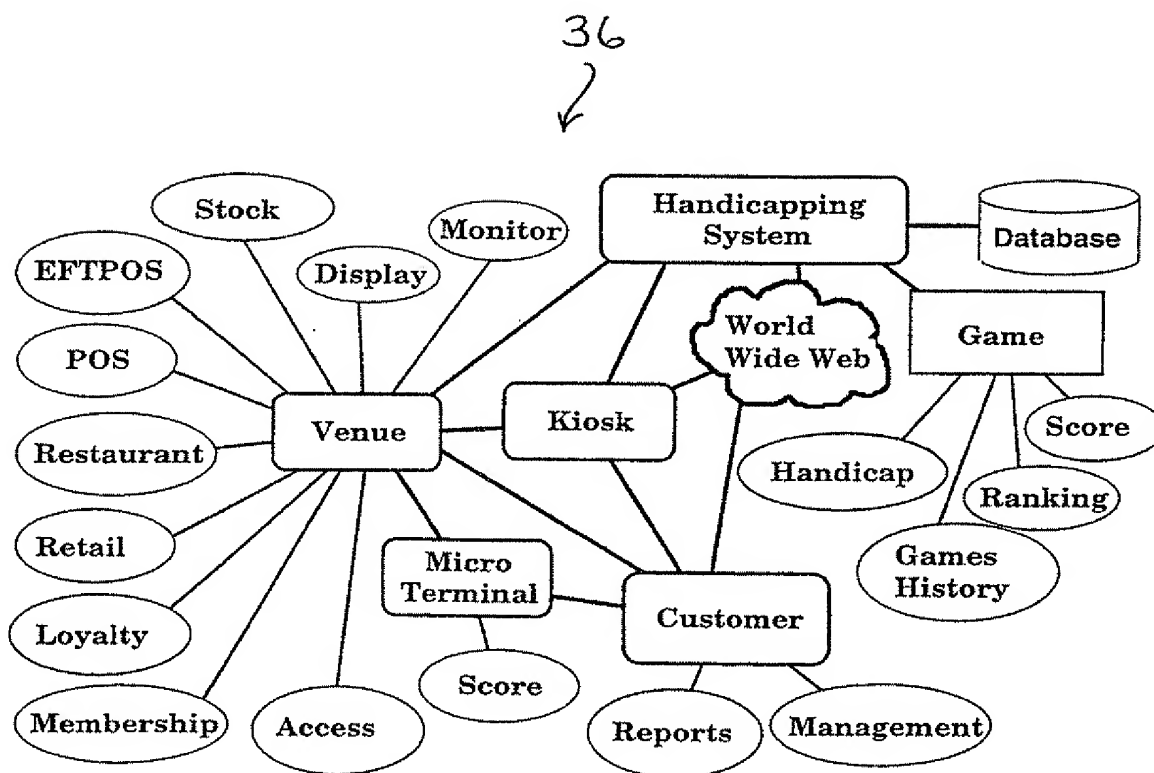 36
Handicapping
System
Database
Stock
Monitor
EFTPOS
Display
World
Wide Web
Game
POS
Venue
Kiosk
Score
Restaurant
Handicap
Ranking
Retail
Micro
Terminal
Games
History
Customer
Loyalty
Score
Membership
Access
Reports
Management